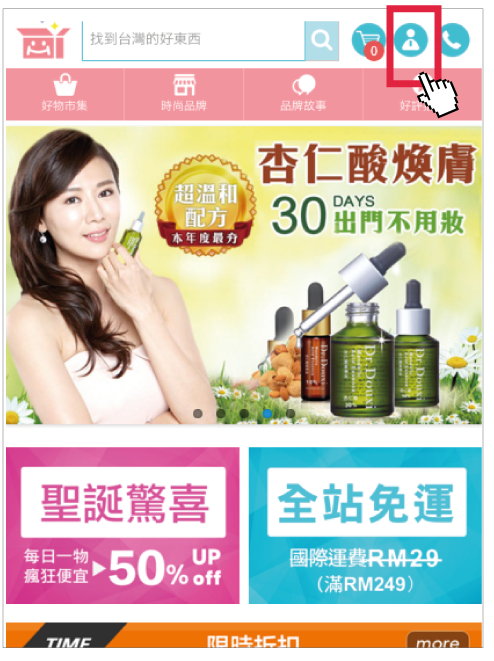 找到台灣的好東西
0
好物市集 時尚品牌 品牌故事
杏仁酸煥膚
30 DAYS
出門不用妝
超溫和
配方
本年度最夯
Dr.Douxi
聖誕驚喜
每日一物
瘋狂便宜
50% UP
off
全站免運
國際運費RM29
(滿RM249)
TIME 限時折扣 more